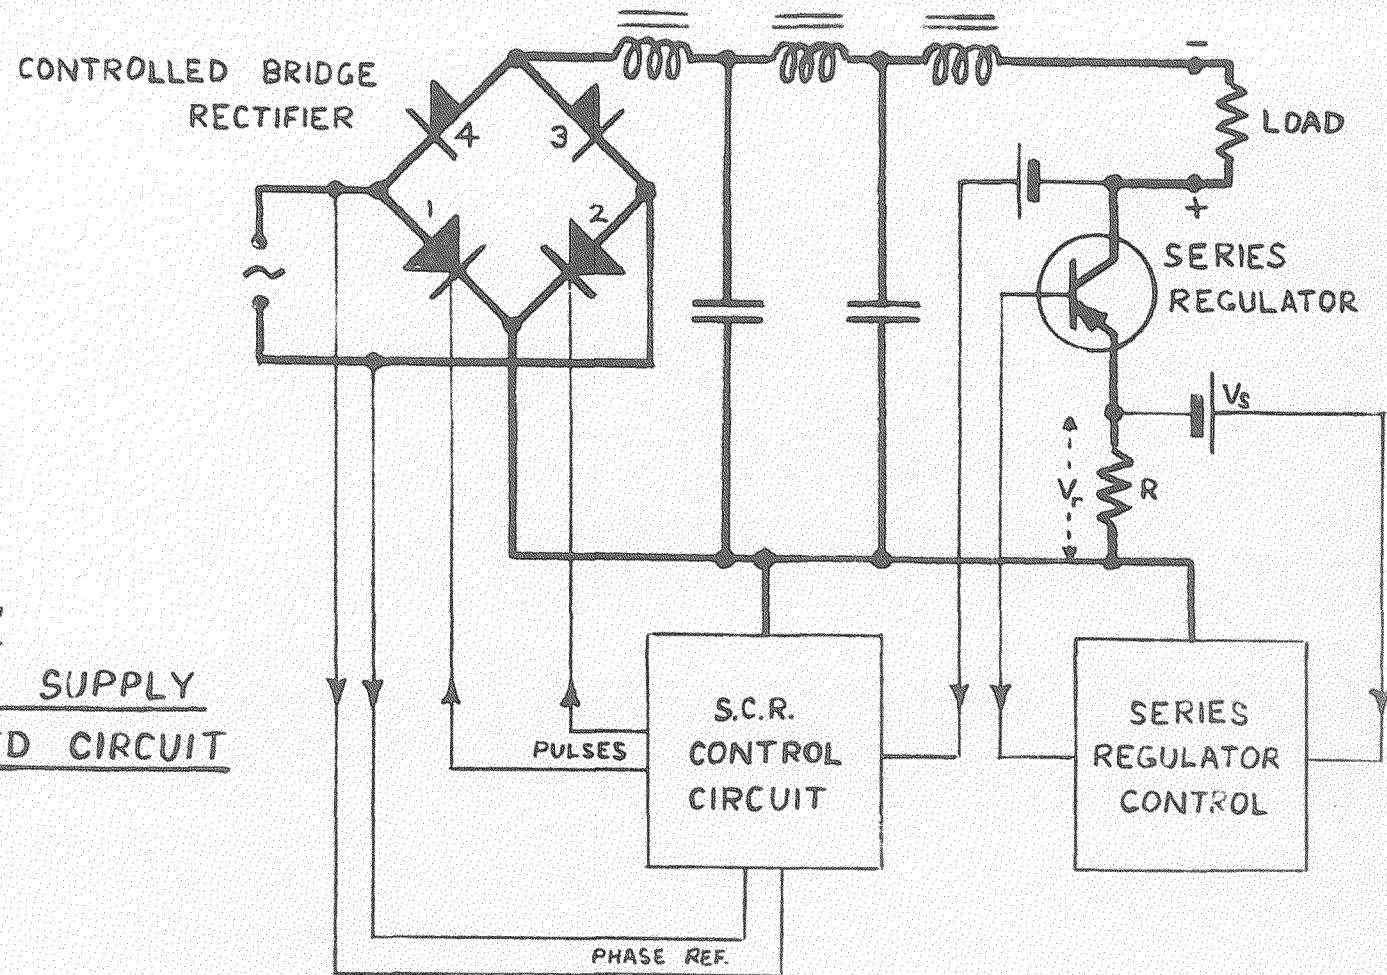 CONTROLLED BRIDGE
RECTIFIER
4
3
1
2
~
-
LOAD
+
SERIES
REGULATOR
Vs
Vr
R
SUPPLY
CIRCUIT
PULSES
S.C.R.
CONTROL
CIRCUIT
SERIES
REGULATOR
CONTROL
PHASE REF.